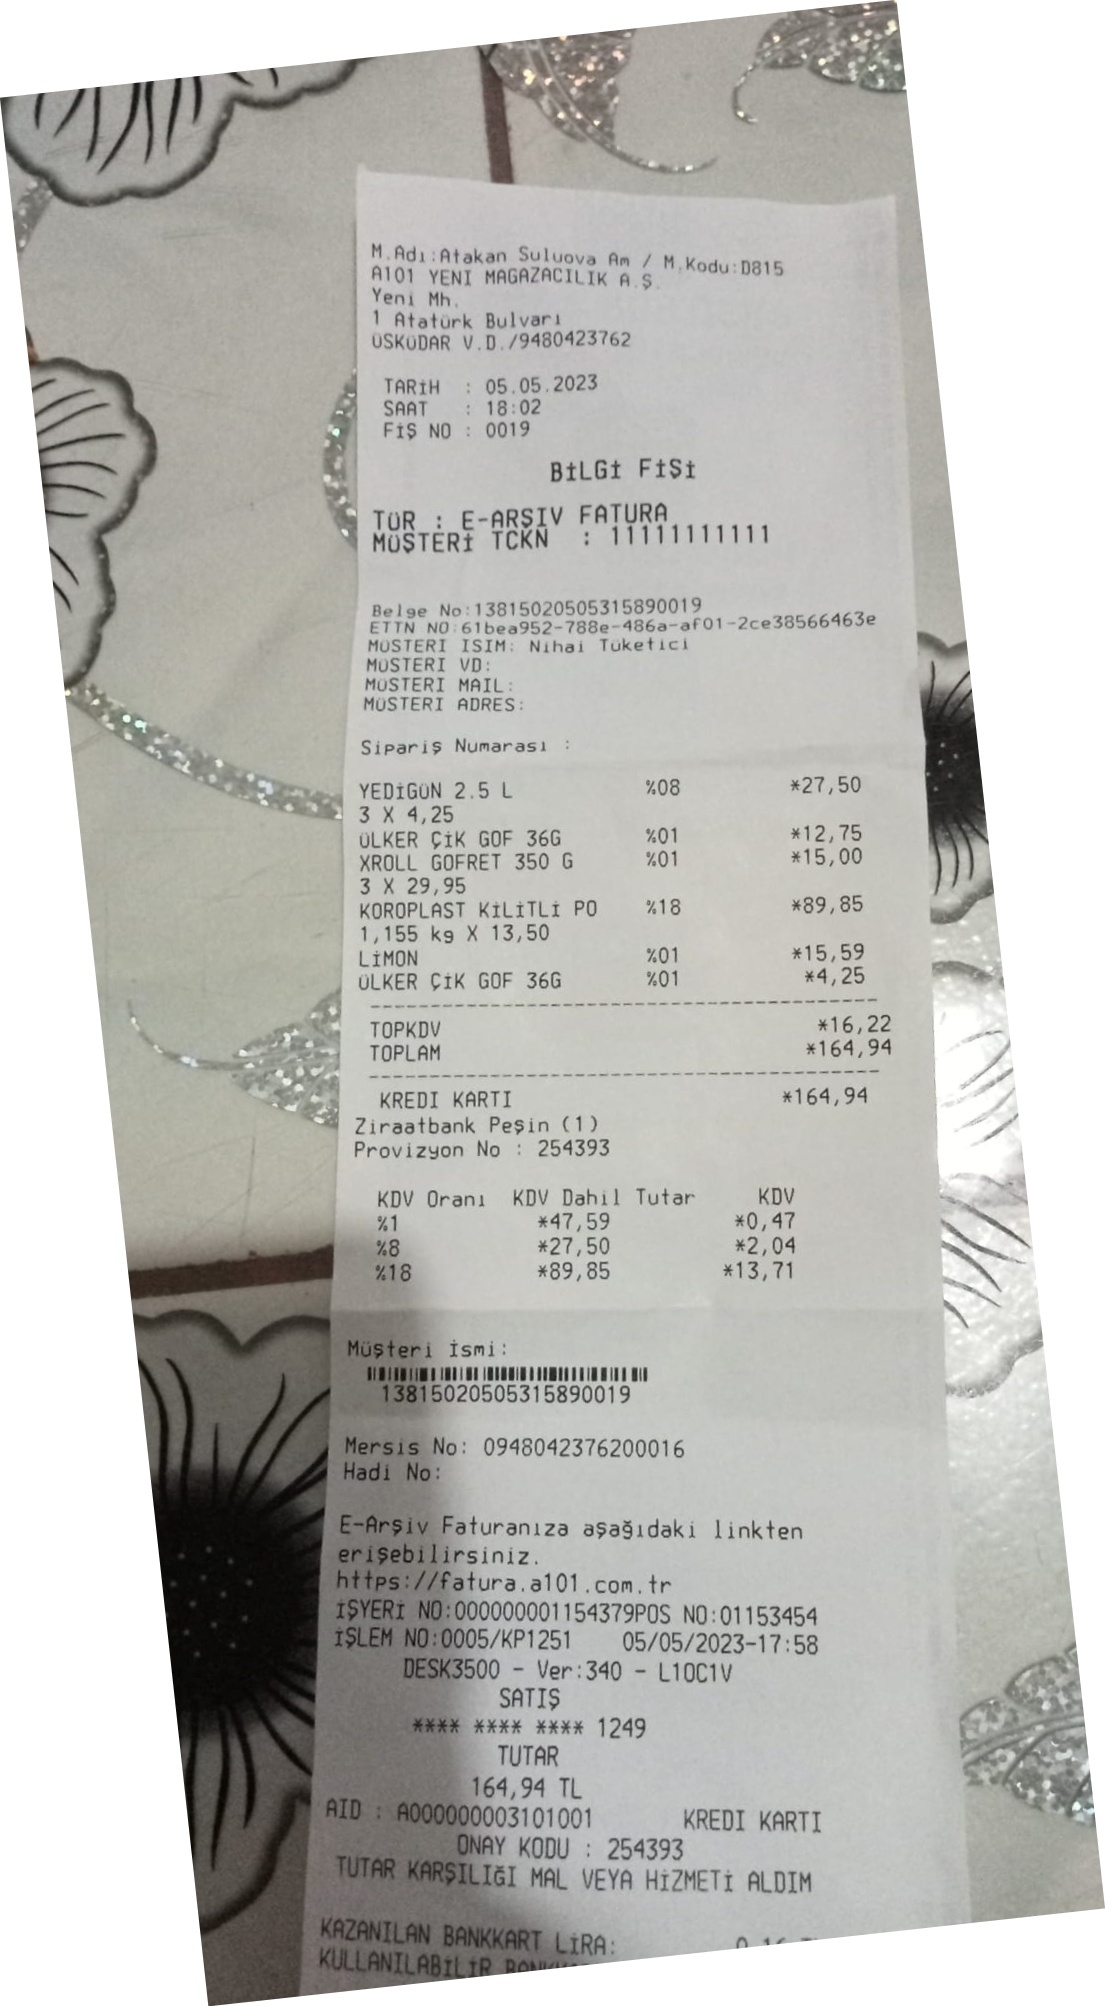 M.Adı:Atakan Suluova Am / M.Kodu:D815
A101 YENI MAGAZACILIK A.Ş.
Yeni Mh.
1 Atatürk Bulvarı
ÜSKÜDAR V.D./9480423762
TARİH : 05.05.2023
SAAT : 18:02
FİŞ NO : 0019
BİLGİ FİŞİ
TÜR : E-ARŞIV FATURA
MÜŞTERİ TCKN : 11111111111
Belge No:13815020505315890019
ETTN NO:61bea952-788e-486a-af01-2ce38566463e
MÜSTERI ISIM: Nihai Tüketici
MÜSTERI VD:
MÜSTERI MAIL:
MÜSTERI ADRES:
Sipariş Numarası :
YEDİGÜN 2.5 L %08 *27,50
3 X 4,25
ÜLKER ÇİK GOF 36G %01 *12,75
XROLL GOFRET 350 G %01 *15,00
3 X 29,95
KOROPLAST KİLİTLİ PO %18 *89,85
1,155 kg X 13,50
LİMON %01 *15,59
ÜLKER ÇİK GOF 36G %01 *4,25
TOPKDV *16,22
TOPLAM *164,94
KREDI KARTI *164,94
Ziraatbank Peşin (1)
Provizyon No : 254393
KDV Oranı KDV Dahil Tutar KDV
%1 *47,59 *0,47
%8 *27,50 *2,04
%18 *89,85 *13,71
Müşteri İsmi:
13815020505315890019
Mersis No: 0948042376200016
Hadi No:
E-Arşiv Faturanıza aşağıdaki linkten
erişebilirsiniz.
https://fatura.a101.com.tr
İŞYERİ NO:000000001154379POS NO:01153454
İŞLEM NO:0005/KP1251 05/05/2023-17:58
DESK3500 - Ver:340 - L10C1V
SATIŞ
**** **** **** 1249
TUTAR
164,94 TL
AID : A0000000003101001 KREDI KARTI
ONAY KODU : 254393
TUTAR KARŞILIĞI MAL VEYA HİZMETİ ALDIM
KAZANILAN BANKKART LİRA:
KULLANILABİLİR